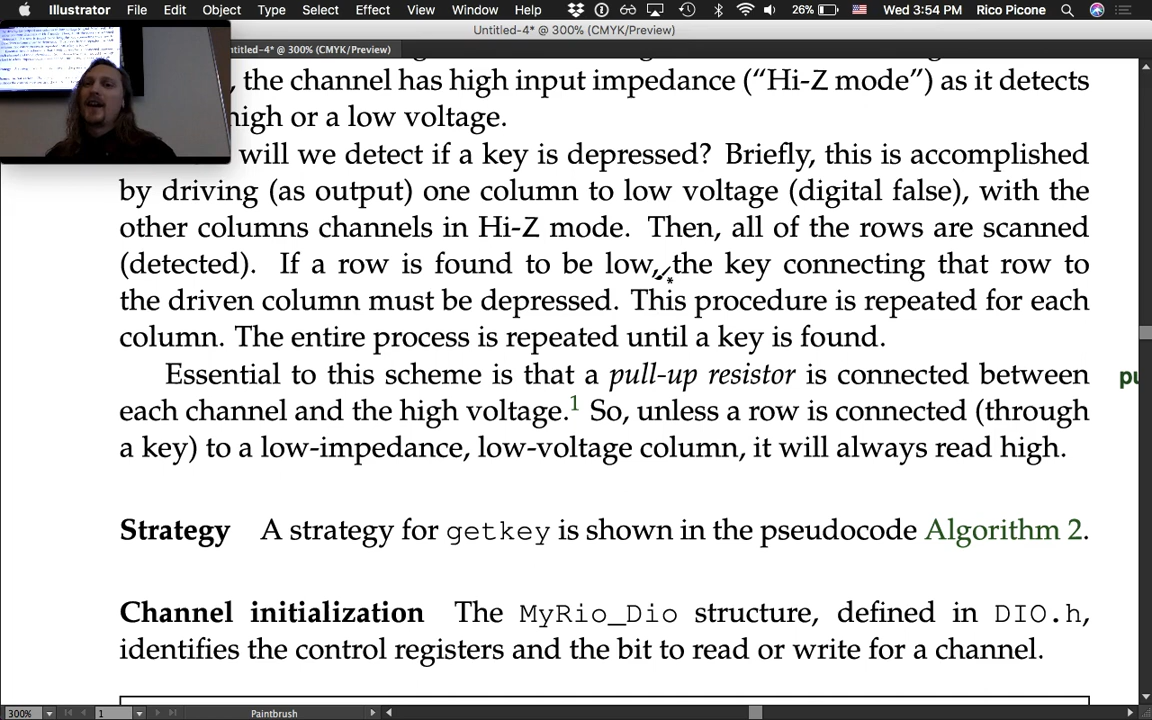 Illustrator File Edit Object Type Select Effect View Window Help 26% Wed 3:54 PM Rico Picone
Untitled-4* @ 300% (CMYK/Preview)
ntitled-4* @ 300% (CMYK/Preview)
, the channel has high input impedance (“Hi-Z mode”) as it detects
high or a low voltage.
will we detect if a key is depressed? Briefly, this is accomplished
by driving (as output) one column to low voltage (digital false), with the
other columns channels in Hi-Z mode. Then, all of the rows are scanned
(detected). If a row is found to be low, the key connecting that row to
the driven column must be depressed. This procedure is repeated for each
column. The entire process is repeated until a key is found.
Essential to this scheme is that a pull-up resistor is connected between
pu
each channel and the high voltage.1 So, unless a row is connected (through
a key) to a low-impedance, low-voltage column, it will always read high.
Strategy A strategy for getkey is shown in the pseudocode Algorithm 2.
Channel initialization The MyRio_Dio structure, defined in DIO.h,
identifies the control registers and the bit to read or write for a channel.
300% 1 Paintbrush